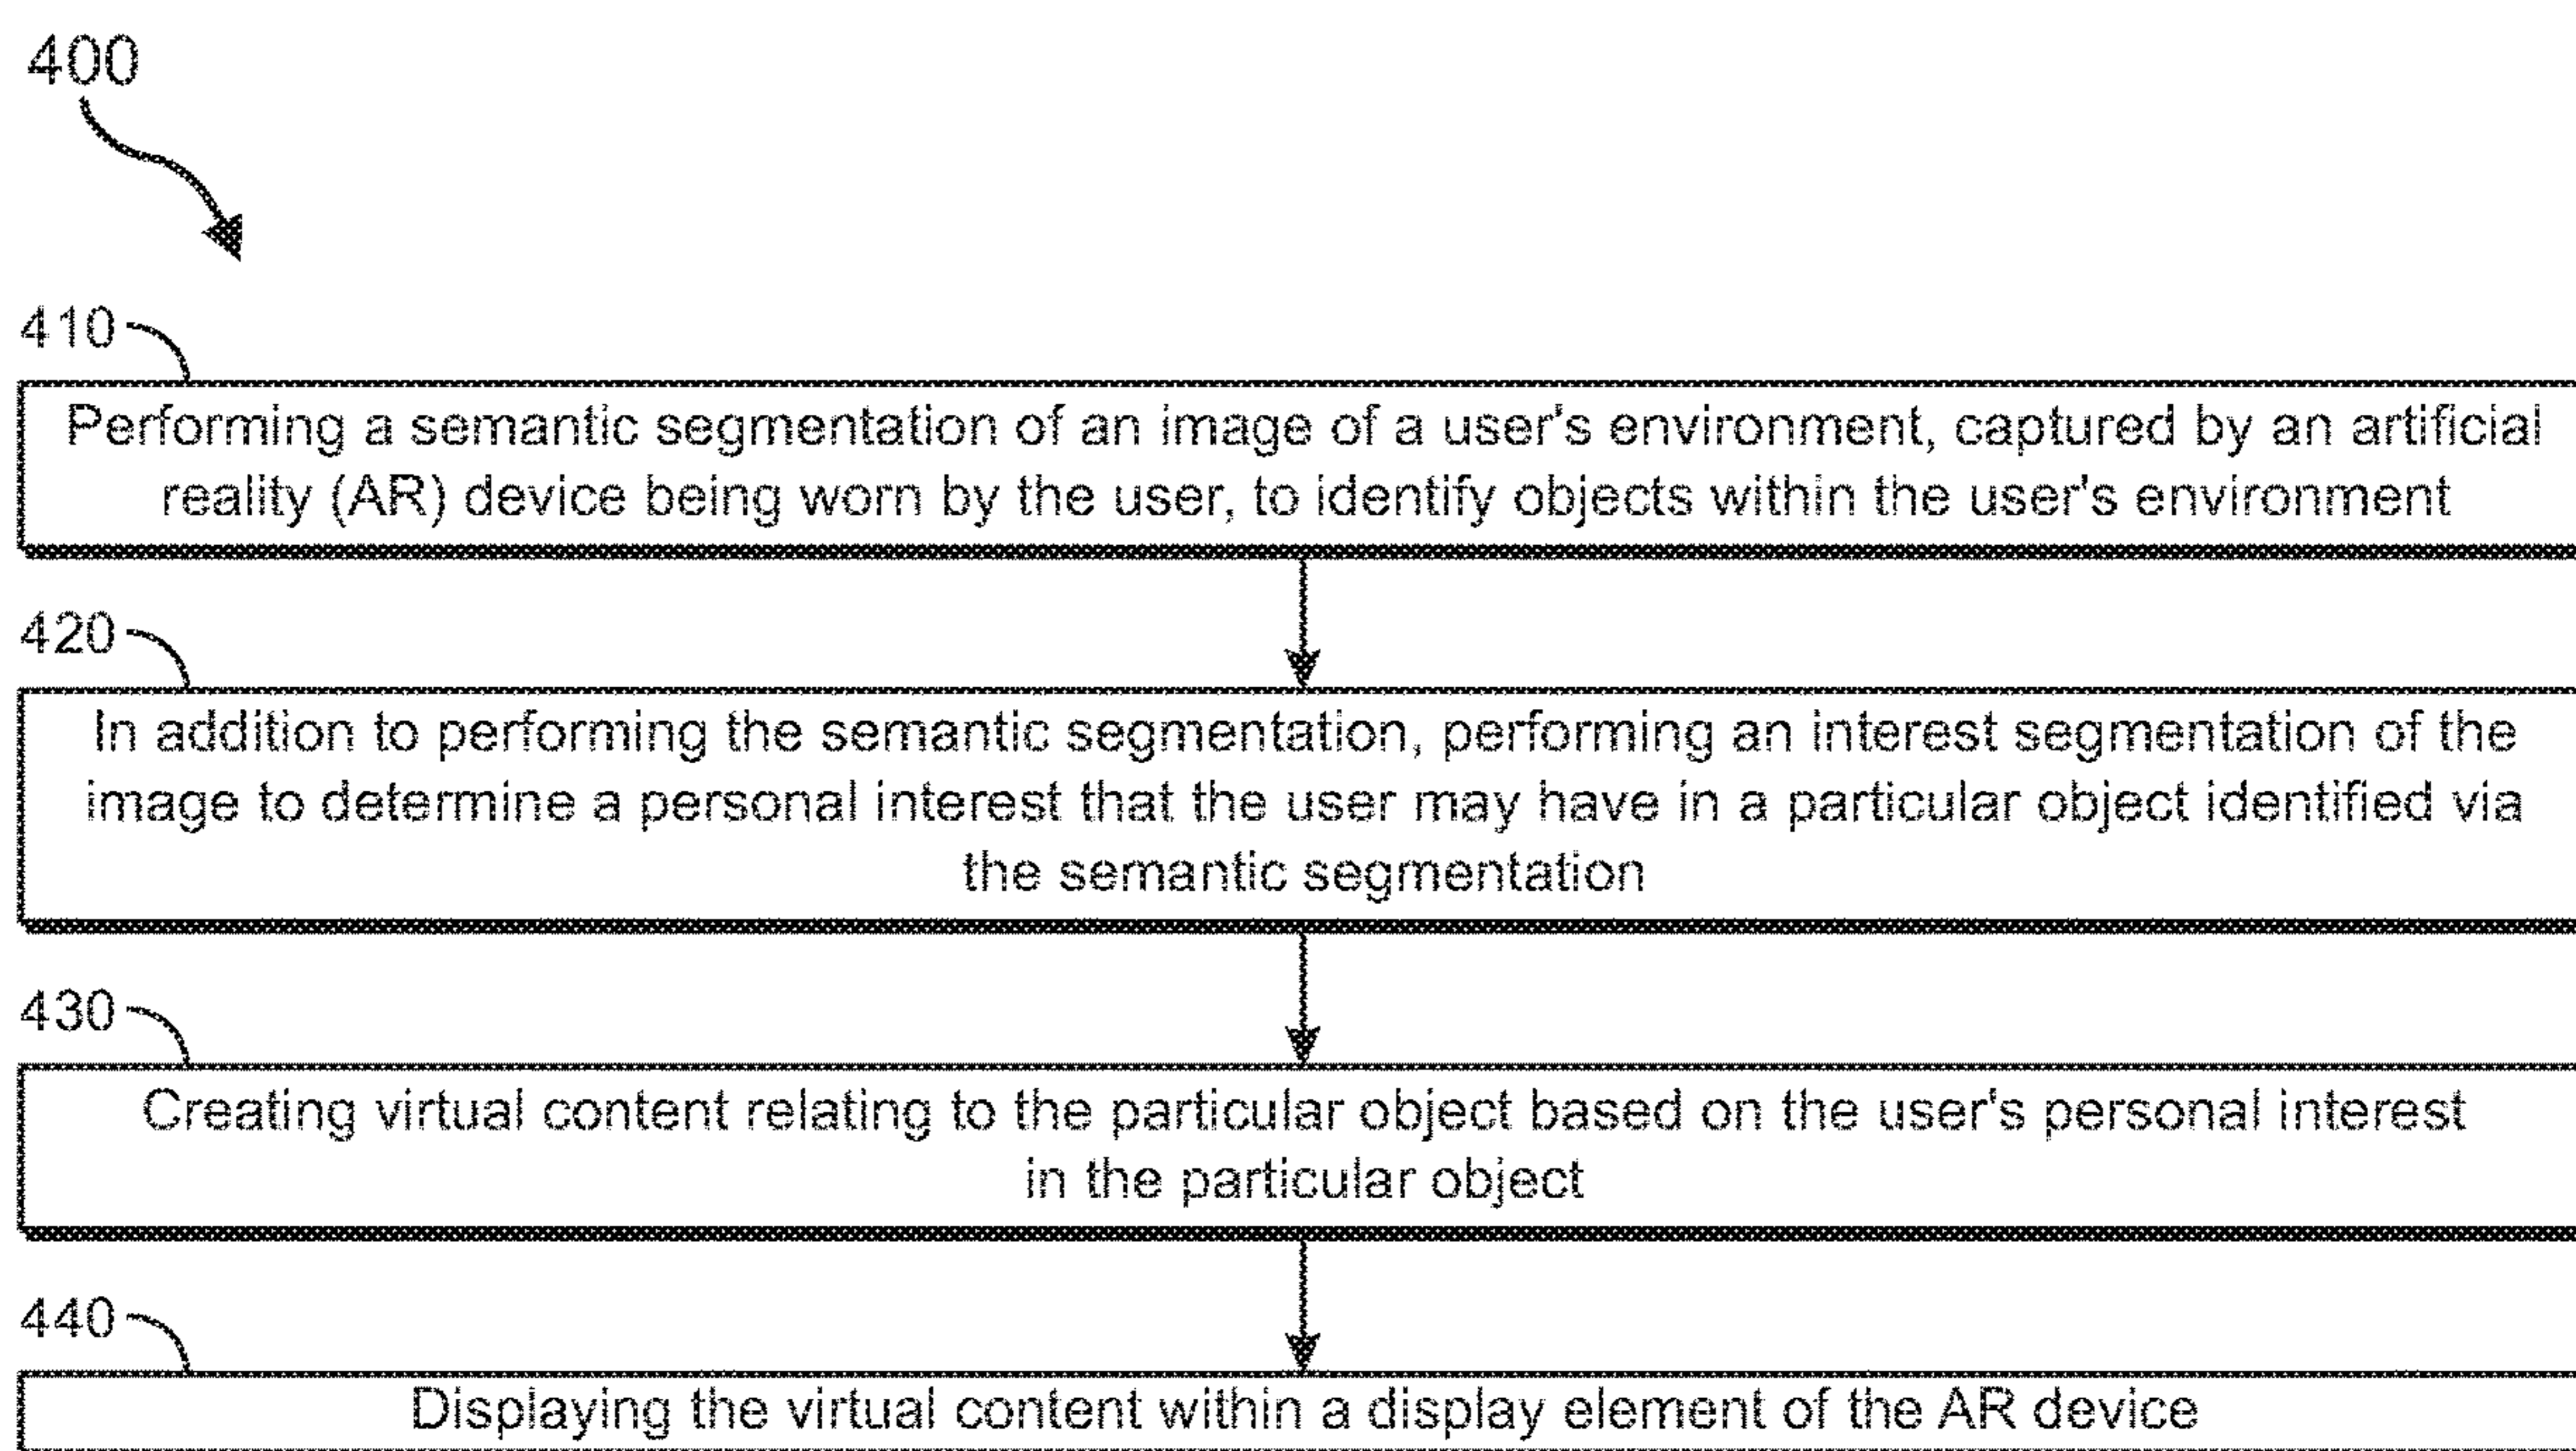 400
410
Performing a semantic segmentation of an image of a user's environment, captured by an artificial
reality (AR) device being worn by the user, to identify objects within the user's environment
420
In addition to performing the semantic segmentation, performing an interest segmentation of the
image to determine a personal interest that the user may have in a particular object identified via
the semantic segmentation
430
Creating virtual content relating to the particular object based on the user's personal interest
in the particular object
440
Displaying the virtual content within a display element of the AR device